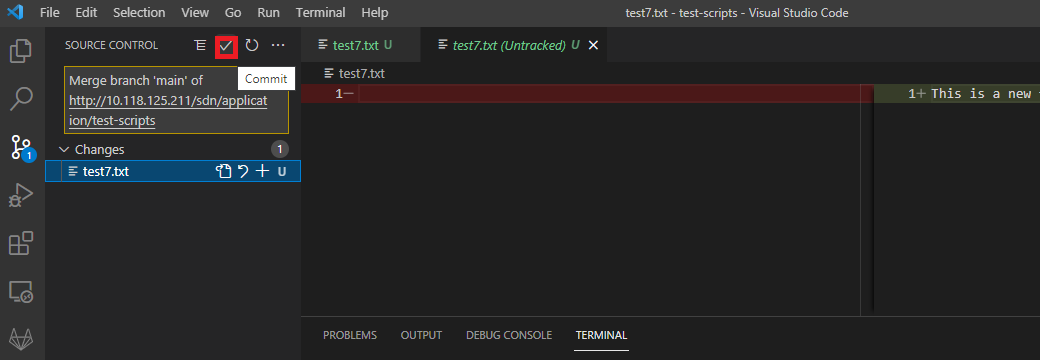 File Edit Selection View Go Run Terminal Help test7.txt - test-scripts - Visual Studio Code
SOURCE CONTROL
test7.txt U test7.txt (Untracked) U
Commit
Merge branch 'main' of
http://10.118.125.211/sdn/applicat
ion/test-scripts
test7.txt
1− 1+ This is a new
Changes 1
test7.txt U
1
PROBLEMS OUTPUT DEBUG CONSOLE TERMINAL